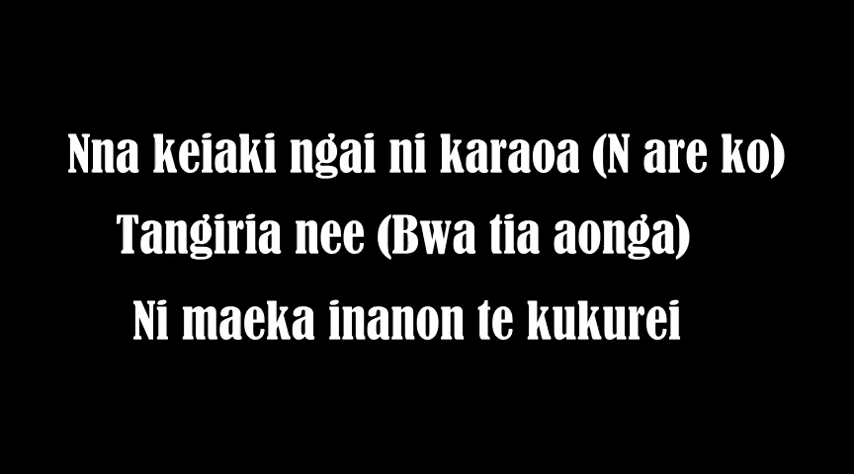 Nna keiaki ngai ni karaoa (N are ko)
Tangiria nee (Bwa tia aonga)
Ni maeka inanon te kukurei